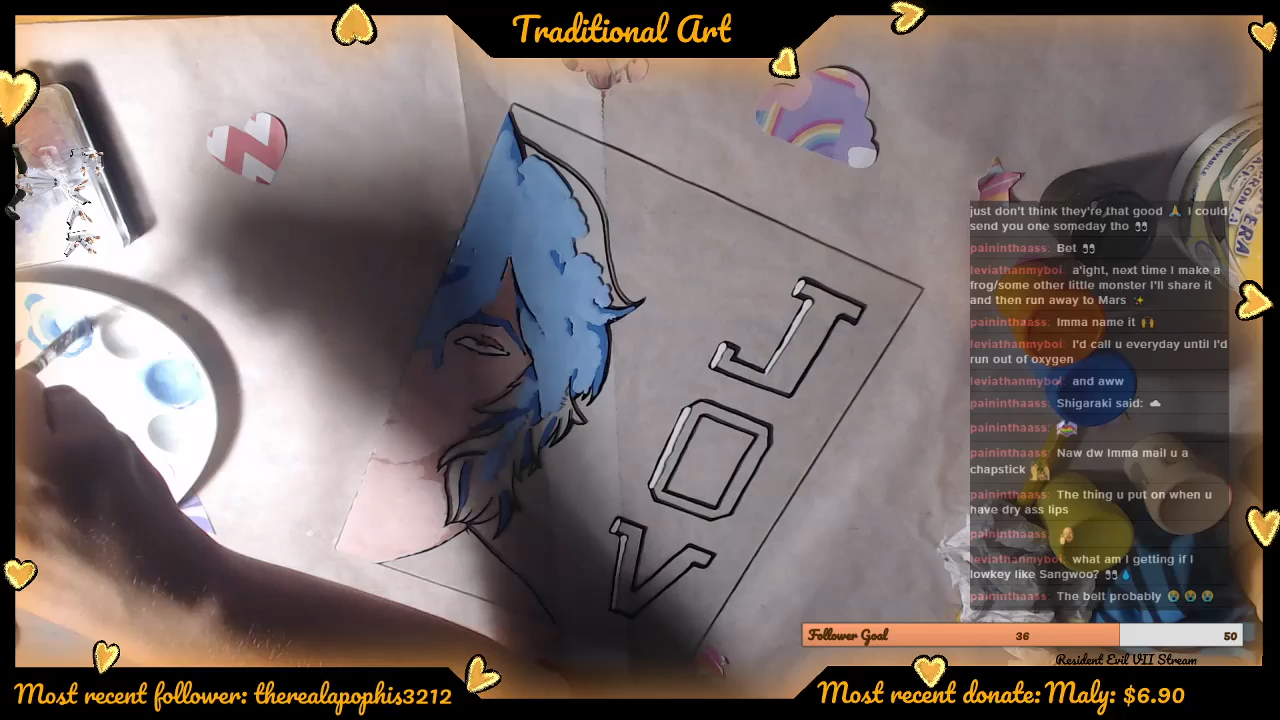 Traditional Art
just don't think they're that good 🙏 I could
send you one someday tho 👀
paininthaass: Bet 👀
leviathanmyboi: a'ight, next time I make a
frog/some other little monster I'll share it
and then run away to Mars ✨
paininthaass: Imma name it 🙌
leviathanmyboi: I'd call u everyday until I'd
run out of oxygen
leviathanmyboi: and aww
paininthaass: Shigaraki said: ☁
paininthaass:
paininthaass: Naw dw Imma mail u a
chapstick
paininthaass: The thing u put on when u
have dry ass lips
paininthaass:
leviathanmyboi: what am I getting if I
lowkey like Sangwoo? 👀💧
paininthaass: The belt probably 😭 😭 😭
J
O
V
Follower Goal 36 50
Resident Evil VII Stream
Most recent follower: therealapophis3212
Most recent donate: Maly: $6.90